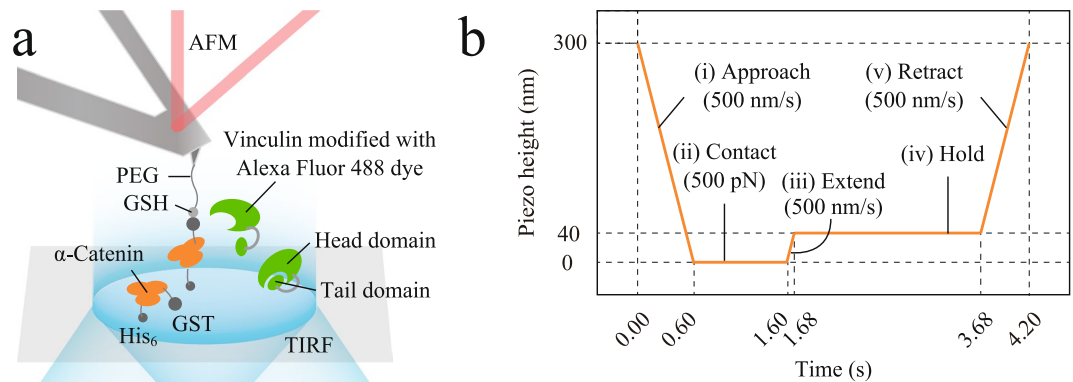 a
AFM
Vinculin modified with
Alexa Fluor 488 dye
PEG
GSH
α-Catenin
Head domain
Tail domain
His6
GST
TIRF
b
Piezo height (nm)
300
40
0
(i) Approach
(500 nm/s)
(ii) Contact
(500 pN)
(iii) Extend
(500 nm/s)
(iv) Hold
(v) Retract
(500 nm/s)
0.00
0.60
1.60
1.68
3.68
4.20
Time (s)